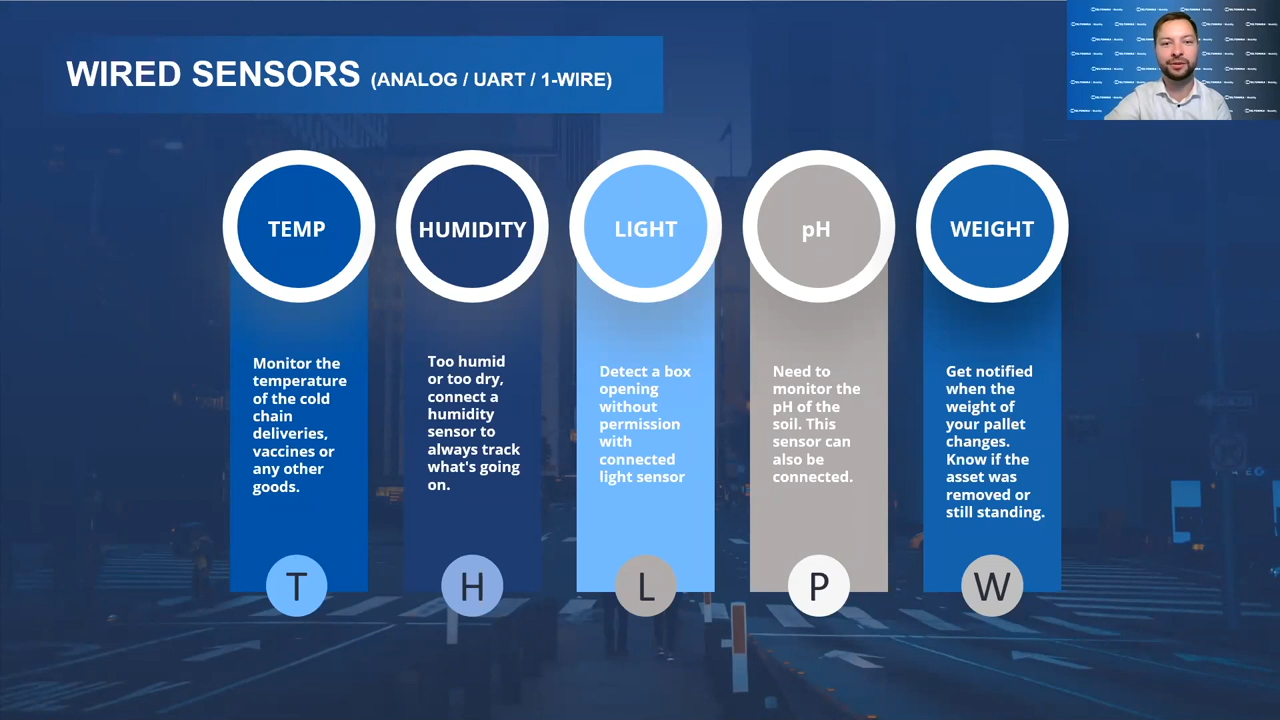 WIRED SENSORS (ANALOG / UART / 1-WIRE)
TEMP
Monitor the
temperature
of the cold
chain
deliveries,
vaccines or
any other
goods.
T
HUMIDITY
Too humid
or too dry,
connect a
humidity
sensor to
always track
what's going
on.
H
LIGHT
Detect a box
opening
without
permission
with
connected
light sensor
L
pH
Need to
monitor the
pH of the
soil. This
sensor can
also be
connected.
P
WEIGHT
Get notified
when the
weight of
your pallet
changes.
Know if the
asset was
removed or
still standing.
W